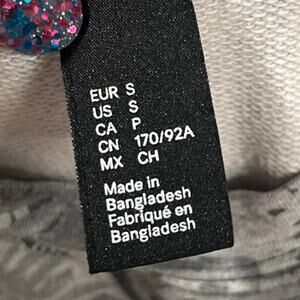 EUR S
US S
CA P
CN 170/92A
MX CH
Made in
Bangladesh
Fabriqué en
Bangladesh